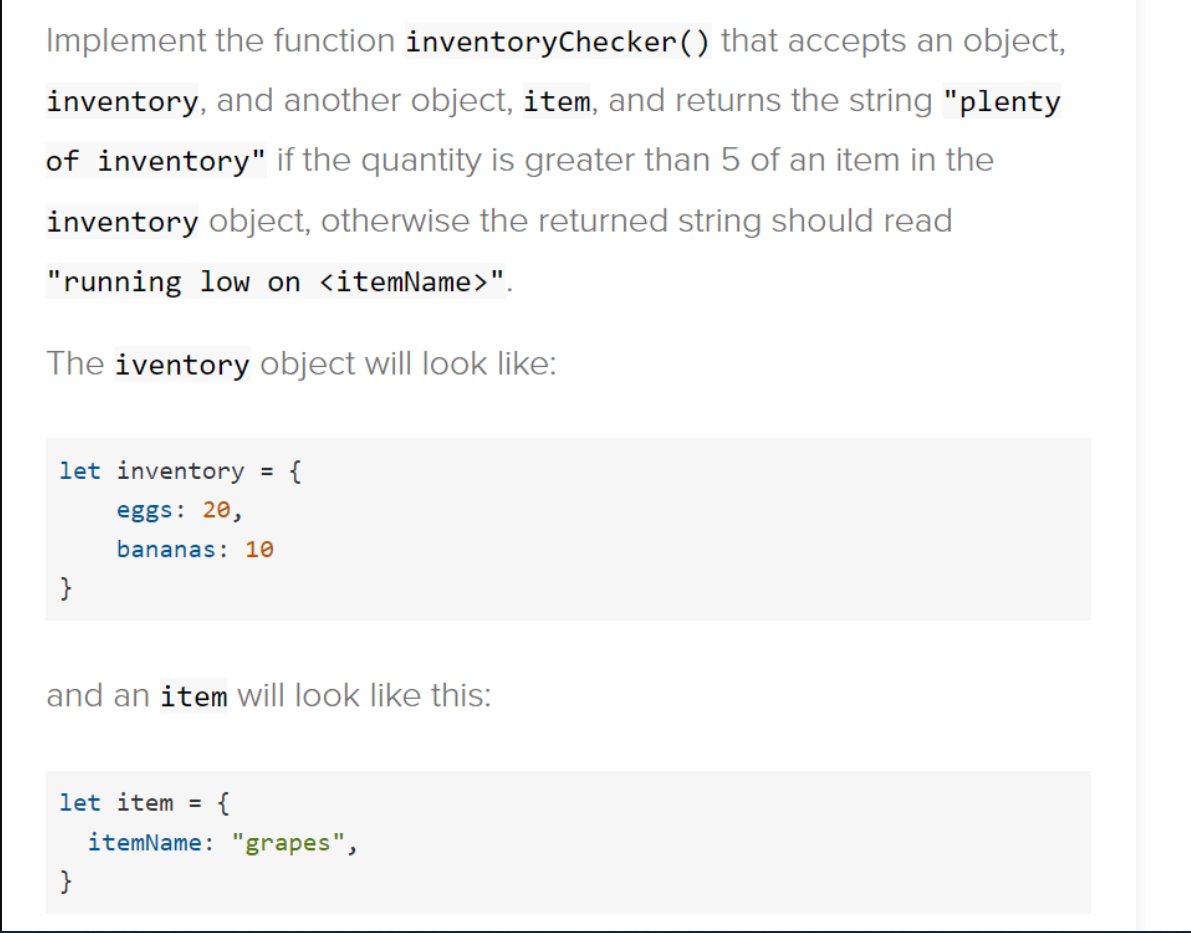 Implement the function inventoryChecker() that accepts an object,
inventory, and another object, item, and returns the string "plenty
of inventory" if the quantity is greater than 5 of an item in the
inventory object, otherwise the returned string should read
"running low on <itemName>".
The iventory object will look like:
let inventory = {
    eggs: 20,
    bananas: 10
}
and an item will look like this:
let item = {
  itemName: "grapes",
}